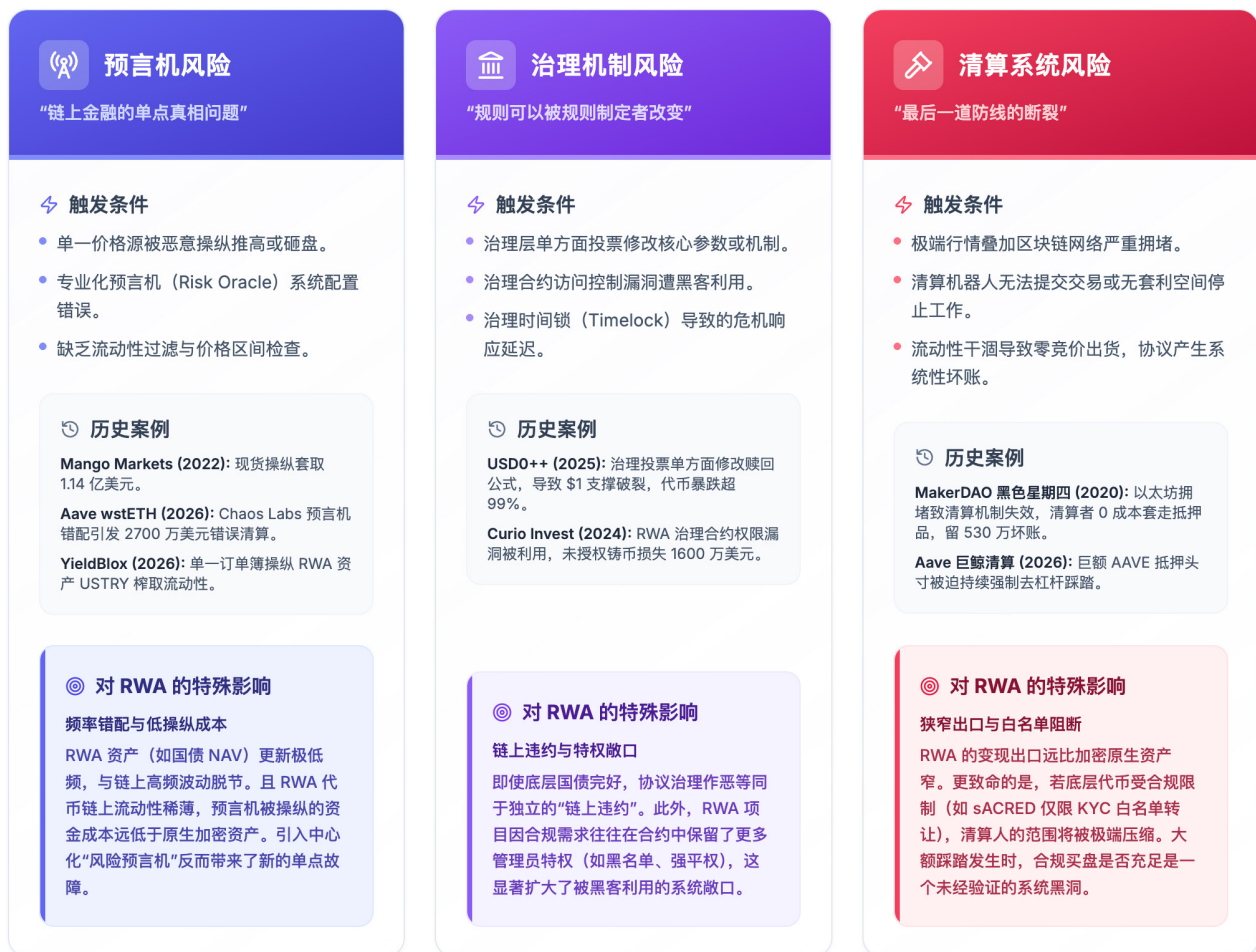 预言机风险
“链上金融的单点真相问题”
触发条件
单一价格源被恶意操纵推高或砸盘。
专业化预言机（Risk Oracle）系统配置
错误。
缺乏流动性过滤与价格区间检查。
历史案例
Mango Markets (2022): 现货操纵套取
1.14 亿美元。
Aave wstETH (2026): Chaos Labs 预言机
错配引发 2700 万美元错误清算。
YieldBlox (2026): 单一订单簿操纵 RWA 资
产 USTRY 榨取流动性。
对 RWA 的特殊影响
频率错配与低操纵成本
RWA 资产（如国债 NAV）更新极低
频，与链上高频波动脱节。且 RWA 代
币链上流动性稀薄，预言机被操纵的资
金成本远低于原生加密资产。引入中心
化“风险预言机”反而带来了新的单点故
障。
治理机制风险
“规则可以被规则制定者改变”
触发条件
治理层单方面投票修改核心参数或机制。
治理合约访问控制漏洞遭黑客利用。
治理时间锁（Timelock）导致的危机响
应延迟。
历史案例
USD0++ (2025): 治理投票单方面修改赎回
公式，导致 $1 支撑破裂，代币暴跌超
99%。
Curio Invest (2024): RWA 治理合约权限漏
洞被利用，未授权铸币损失 1600 万美元。
对 RWA 的特殊影响
链上违约与特权敞口
即使底层国债完好，协议治理作恶等同
于独立的“链上违约”。此外，RWA 项
目因合规需求往往在合约中保留了更多
管理员特权（如黑名单、强平权），这
显著扩大了被黑客利用的系统敞口。
清算系统风险
“最后一道防线的断裂”
触发条件
极端行情叠加区块链网络严重拥堵。
清算机器人无法提交交易或无套利空间停
止工作。
流动性干涸导致零竞价出货，协议产生系
统性坏账。
历史案例
MakerDAO 黑色星期四 (2020): 以太坊拥
堵致清算机制失效，清算者 0 成本套走抵押
品，留 530 万坏账。
Aave 巨鲸清算 (2026): 巨额 AAVE 抵押头
寸被迫持续强制去杠杆踩踏。
对 RWA 的特殊影响
狭窄出口与白名单阻断
RWA 的变现出口远比加密原生资产
窄。更致命的是，若底层代币受合规限
制（如 sACRED 仅限 KYC 白名单转
让），清算人的范围将被极端压缩。大
额踩踏发生时，合规买盘是否充足是一
个未经验证的系统黑洞。